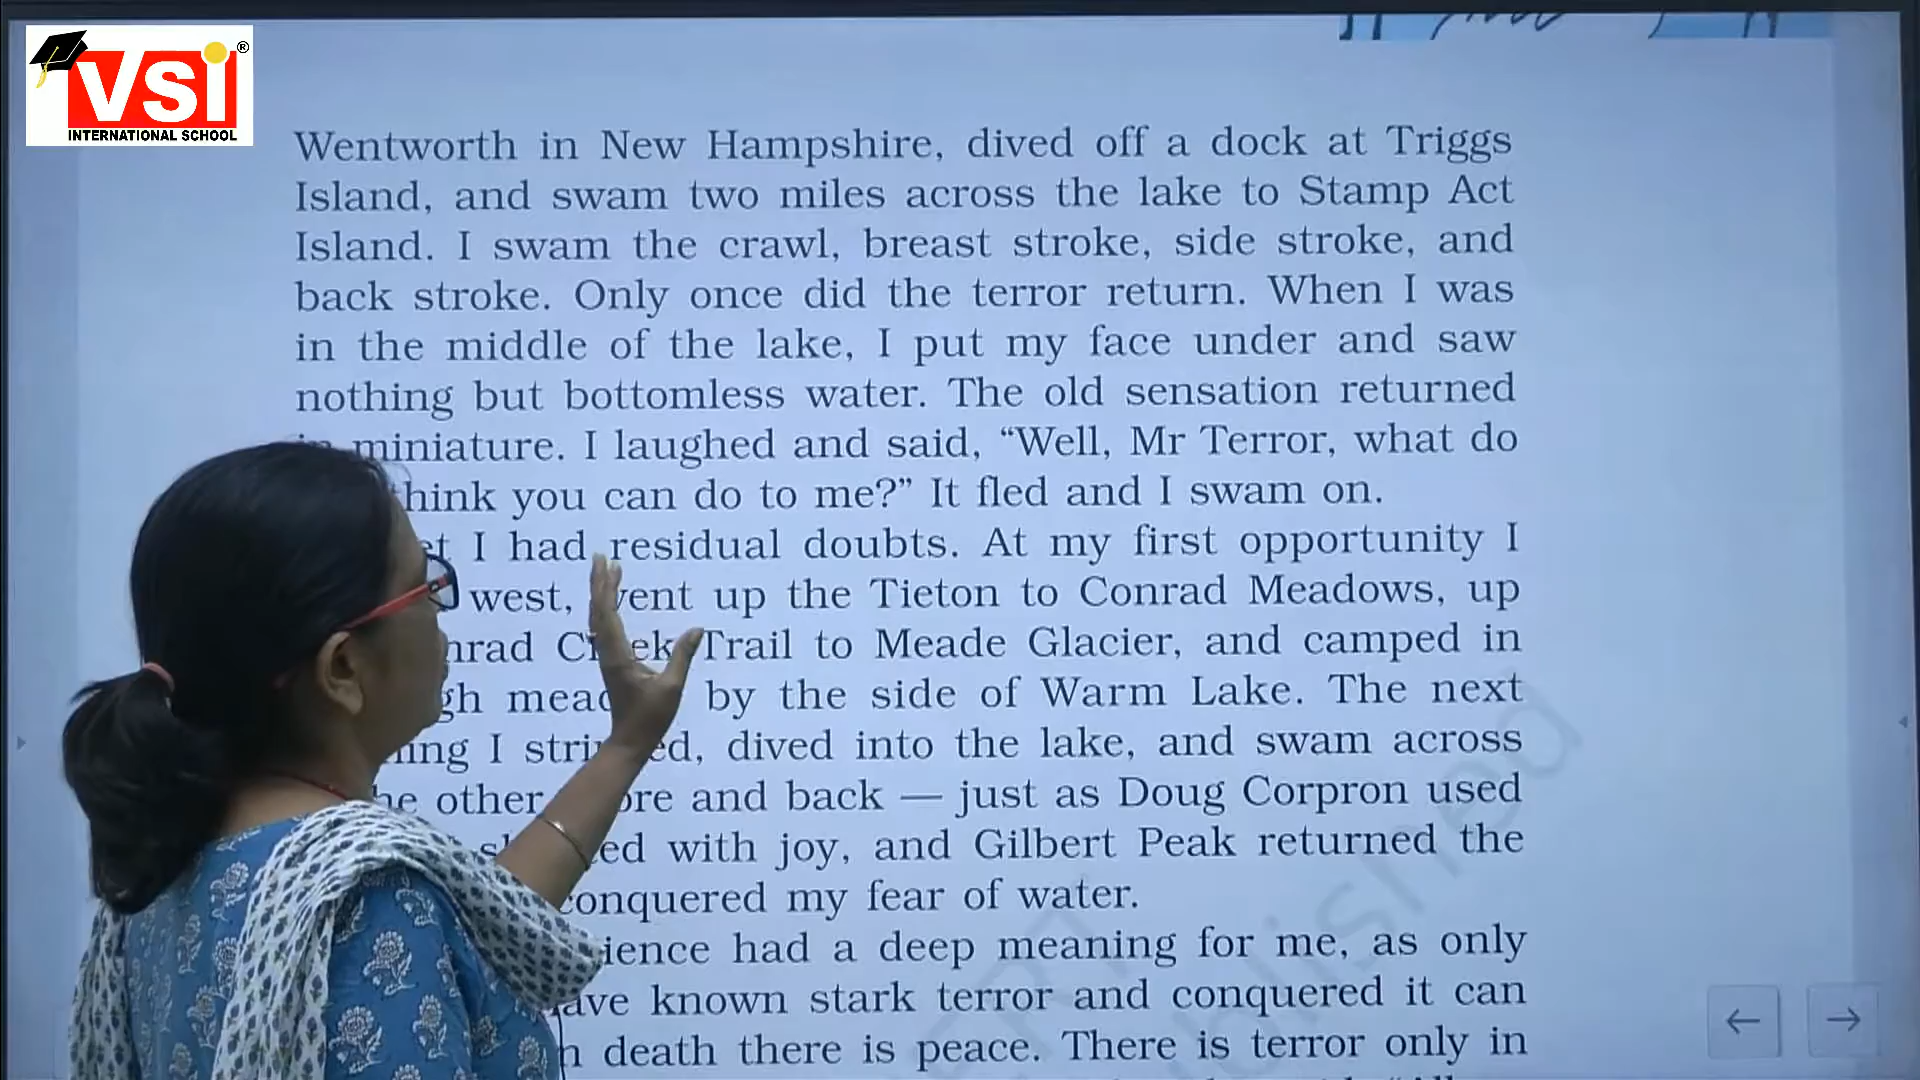 VSI®
INTERNATIONAL SCHOOL
Wentworth in New Hampshire, dived off a dock at Triggs
Island, and swam two miles across the lake to Stamp Act
Island. I swam the crawl, breast stroke, side stroke, and
back stroke. Only once did the terror return. When I was
in the middle of the lake, I put my face under and saw
nothing but bottomless water. The old sensation returned
in miniature. I laughed and said, “Well, Mr Terror, what do
think you can do to me?” It fled and I swam on.
I had residual doubts. At my first opportunity I
west, went up the Tieton to Conrad Meadows, up
Trail to Meade Glacier, and camped in
by the side of Warm Lake. The next
I stripped, dived into the lake, and swam across
other shore and back — just as Doug Corpron used
with joy, and Gilbert Peak returned the
conquered my fear of water.
had a deep meaning for me, as only
known stark terror and conquered it can
death there is peace. There is terror only in